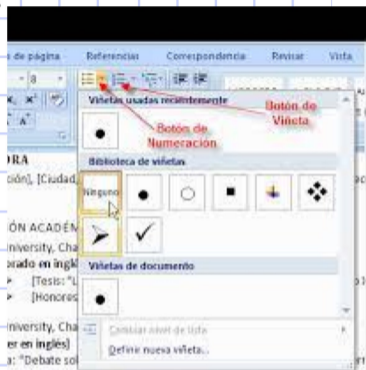 s de página Referencias Correspondencia Revisar Vista
8
Viñetas usadas recientemente
Botón de
Viñeta
Botón de
Numeración
ORA
Biblioteca de viñetas
ción], [Ciudad,
Ninguno
ÓN ACADÉM
niversity, Cha
orado en inglé
[Tesis: "L
Viñetas de documento
[Honores
niversity, Cha
er en inglés)
a: "Debate sol
Cambiar nivel de lista
Definir nueva viñeta...